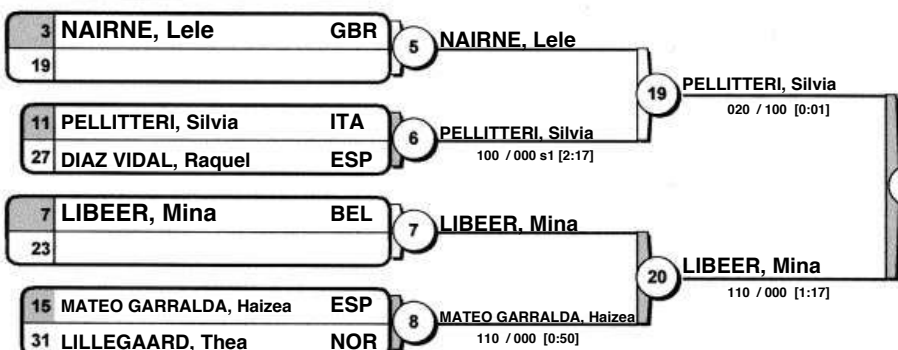 3 NAIRNE, Lele GBR
19
5 NAIRNE, Lele
11 PELLITTERI, Silvia ITA
27 DIAZ VIDAL, Raquel ESP
6 PELLITTERI, Silvia
100 / 000 s1 [2:17]
19 PELLITTERI, Silvia
020 / 100 [0:01]
7 LIBEER, Mina BEL
23
7 LIBEER, Mina
15 MATEO GARRALDA, Haizea ESP
31 LILLEGAARD, Thea NOR
8 MATEO GARRALDA, Haizea
110 / 000 [0:50]
20 LIBEER, Mina
110 / 000 [1:17]